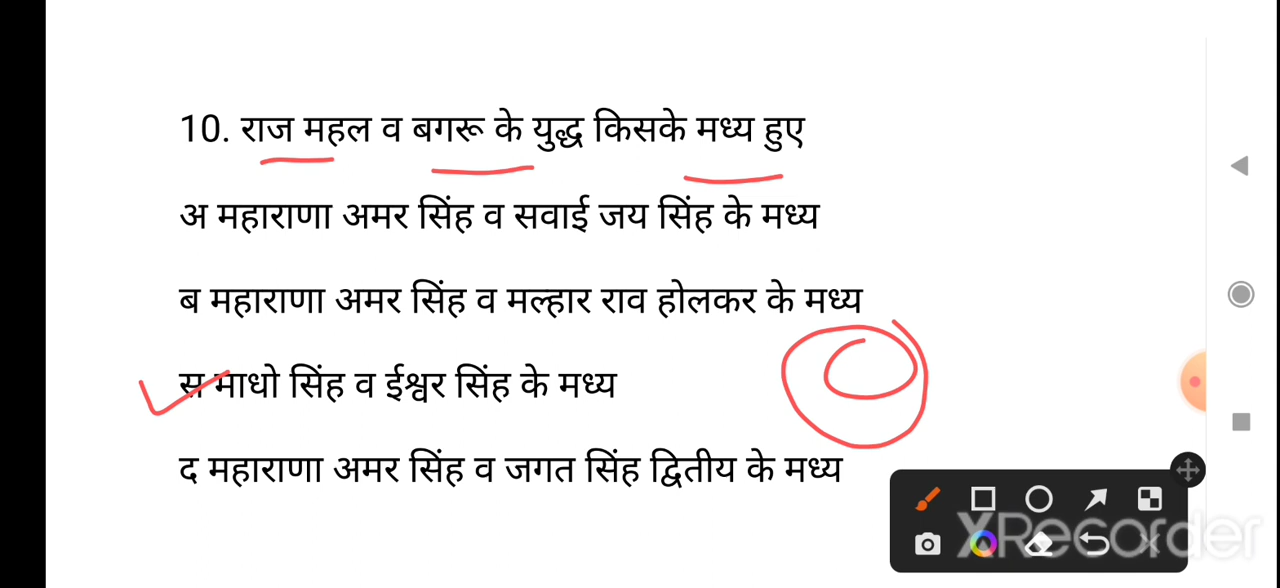 10. राज महल व बगरू के युद्ध किसके मध्य हुए
अ महाराणा अमर सिंह व सवाई जय सिंह के मध्य
ब महाराणा अमर सिंह व मल्हार राव होलकर के मध्य
स माधो सिंह व ईश्वर सिंह के मध्य
द महाराणा अमर सिंह व जगत सिंह द्वितीय के मध्य
XRecorder